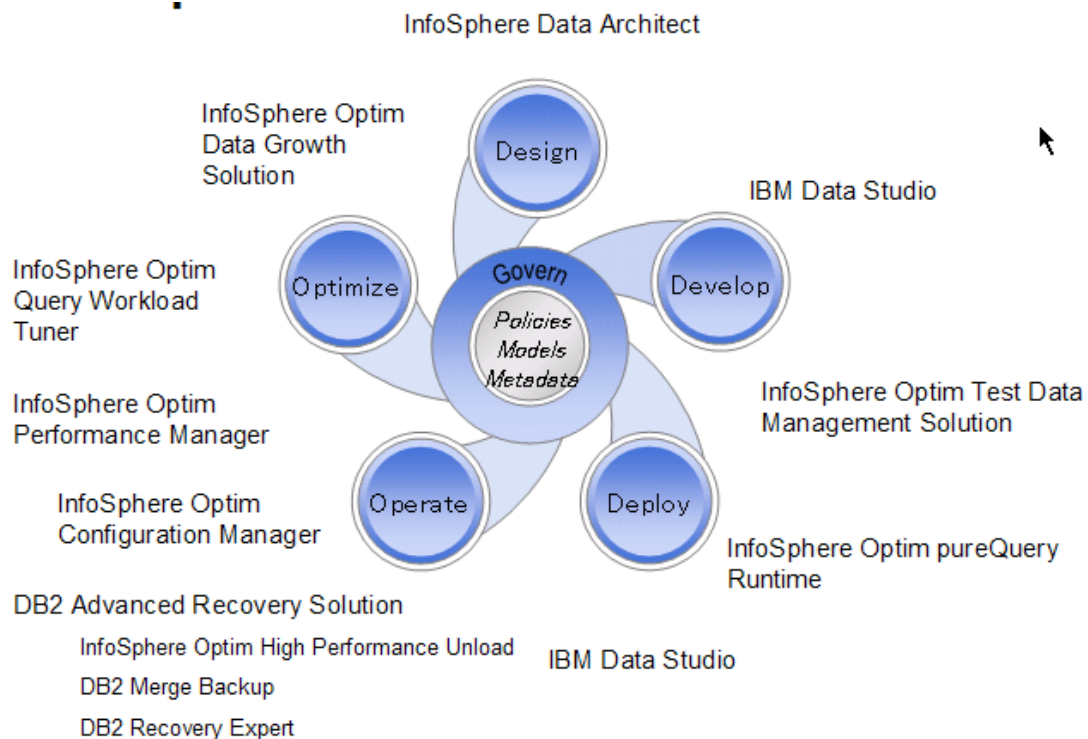 InfoSphere Data Architect
InfoSphere Optim
Data Growth
Solution
Design
IBM Data Studio
InfoSphere Optim
Query Workload
Tuner
Optimize
Govern
Policies
Models
Metadata
Develop
InfoSphere Optim
Performance Manager
InfoSphere Optim Test Data
Management Solution
InfoSphere Optim
Configuration Manager
Operate
Deploy
InfoSphere Optim pureQuery
Runtime
DB2 Advanced Recovery Solution
InfoSphere Optim High Performance Unload
DB2 Merge Backup
DB2 Recovery Expert
IBM Data Studio